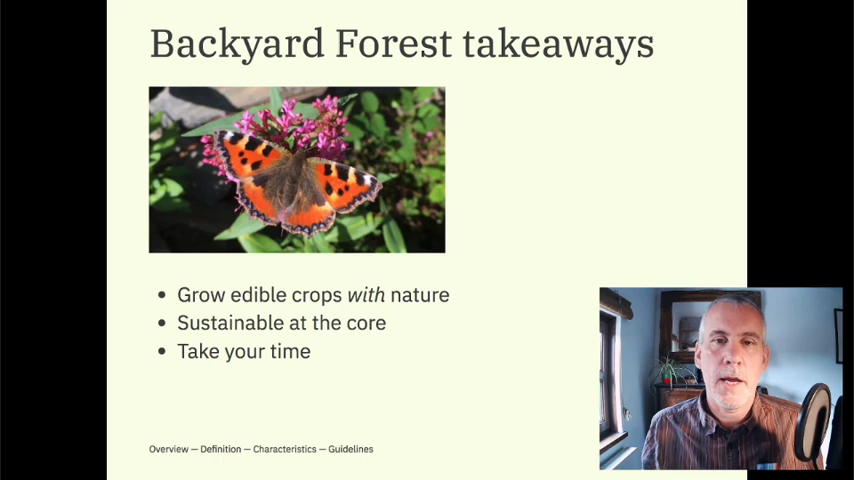 Backyard Forest takeaways
• Grow edible crops with nature
• Sustainable at the core
• Take your time
Overview — Definition — Characteristics — Guidelines